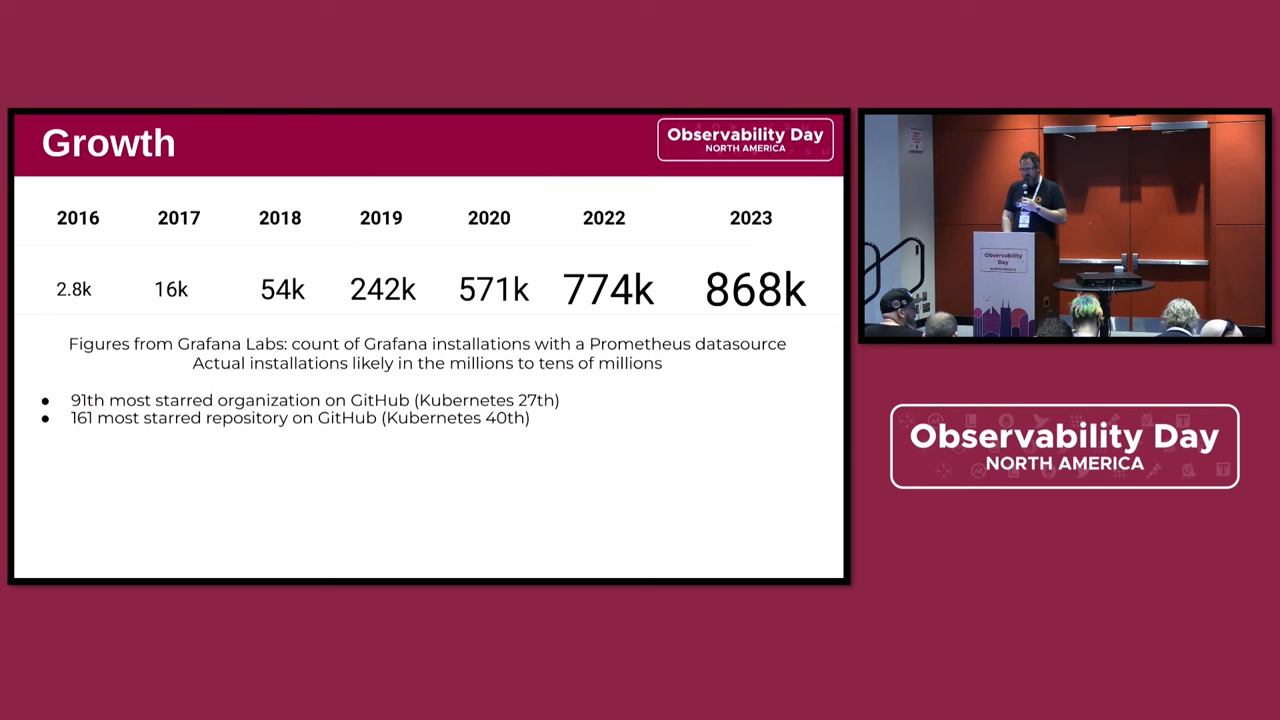 Growth
Observability Day
NORTH AMERICA
2016 2017 2018 2019 2020 2022 2023
2.8k 16k 54k 242k 571k 774k 868k
Figures from Grafana Labs: count of Grafana installations with a Prometheus datasource
Actual installations likely in the millions to tens of millions
• 91th most starred organization on GitHub (Kubernetes 27th)
• 161 most starred repository on GitHub (Kubernetes 40th)
Observability
Day
Observability Day
NORTH AMERICA